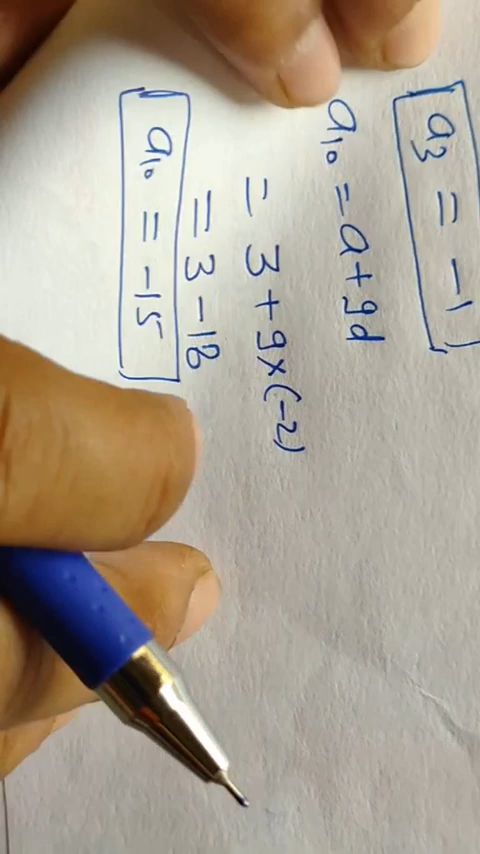 a₃ = -1
a₁₀ = a + 9d
= 3 + 9×(-2)
= 3 - 18
a₁₀ = -15